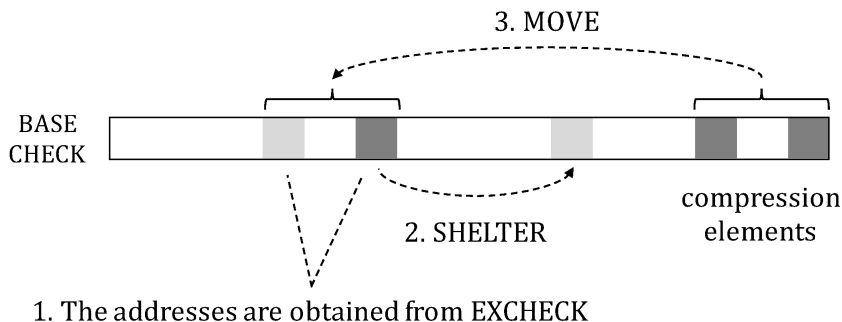 3. MOVE
BASE
CHECK
compression
elements
2. SHELTER
1. The addresses are obtained from EXCHECK